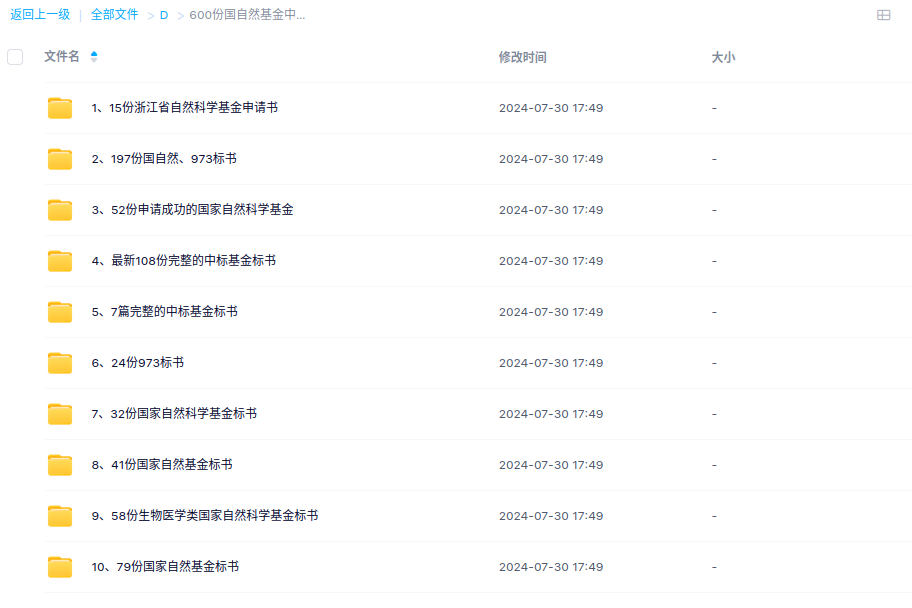 返回上一级 | 全部文件 > D > 600份国自然基金中...
文件名 修改时间 大小
1、15份浙江省自然科学基金申请书 2024-07-30 17:49 -
2、197份国自然、973标书 2024-07-30 17:49 -
3、52份申请成功的国家自然科学基金 2024-07-30 17:49 -
4、最新108份完整的中标基金标书 2024-07-30 17:49 -
5、7篇完整的中标基金标书 2024-07-30 17:49 -
6、24份973标书 2024-07-30 17:49 -
7、32份国家自然科学基金标书 2024-07-30 17:49 -
8、41份国家自然基金标书 2024-07-30 17:49 -
9、58份生物医学类国家自然科学基金标书 2024-07-30 17:49 -
10、79份国家自然基金标书 2024-07-30 17:49 -